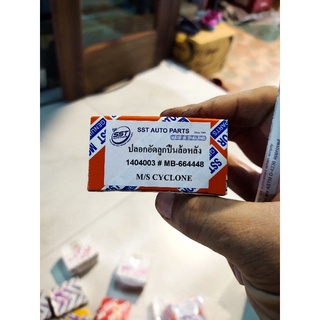 SST
SST AUTO PARTS
ปลอกอัดลูกปืนล้อหลัง
1404003 # MB-664448
M/S CYCLONE